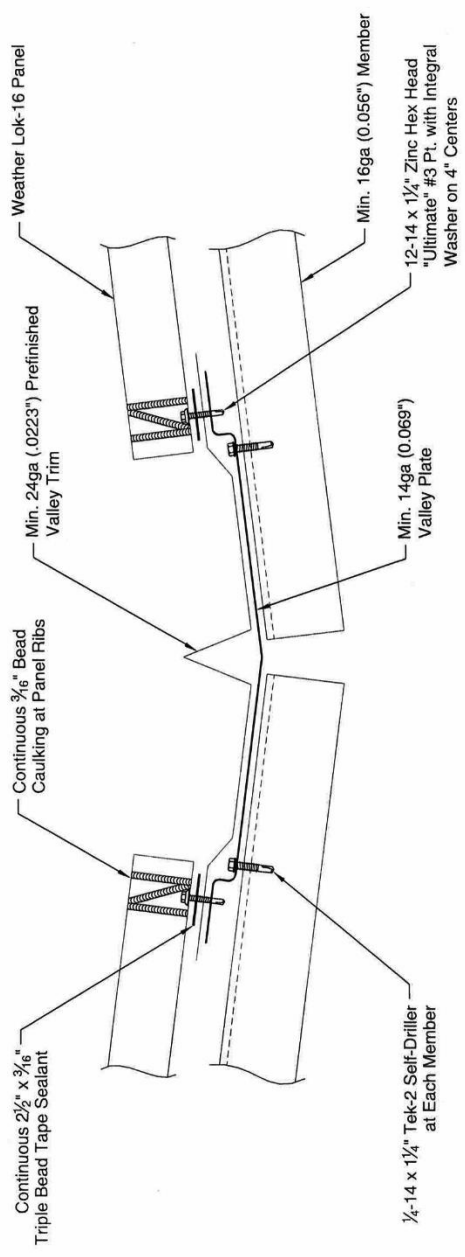 Continuous 2½" x 3⁄16"
Triple Bead Tape Sealant
Continuous 3⁄16" Bead
Caulking at Panel Ribs
Min. 24ga (.0223") Prefinished
Valley Trim
Weather Lok-16 Panel
¼-14 x 1¼" Tek-2 Self-Driller
at Each Member
Min. 14ga (0.069")
Valley Plate
12-14 x 1¼" Zinc Hex Head
"Ultimate" #3 Pt. with Integral
Washer on 4" Centers
Min. 16ga (0.056") Member